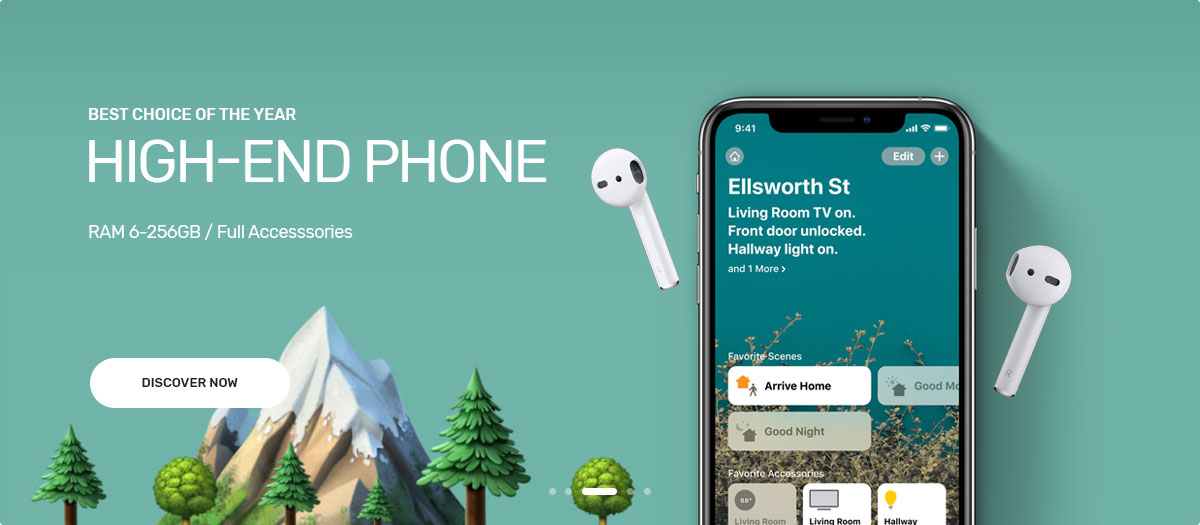 BEST CHOICE OF THE YEAR
HIGH-END PHONE
RAM 6-256GB / Full Accesssories
DISCOVER NOW
9:41
Edit
Ellsworth St
Living Room TV on.
Front door unlocked.
Hallway light on.
and 1 More >
Favorite Scenes
Arrive Home
Good Mo
Good Night
Favorite Accessories
68°
Living Room
Living Room
Hallway
L
R